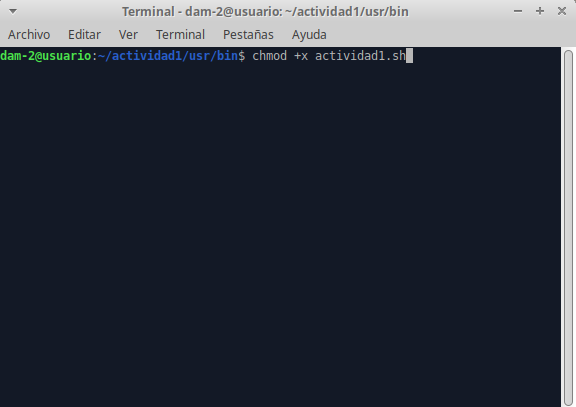 Terminal - dam-2@usuario: ~/actividad1/usr/bin
Archivo Editar Ver Terminal Pestañas Ayuda
dam-2@usuario:~/actividad1/usr/bin$ chmod +x actividad1.sh